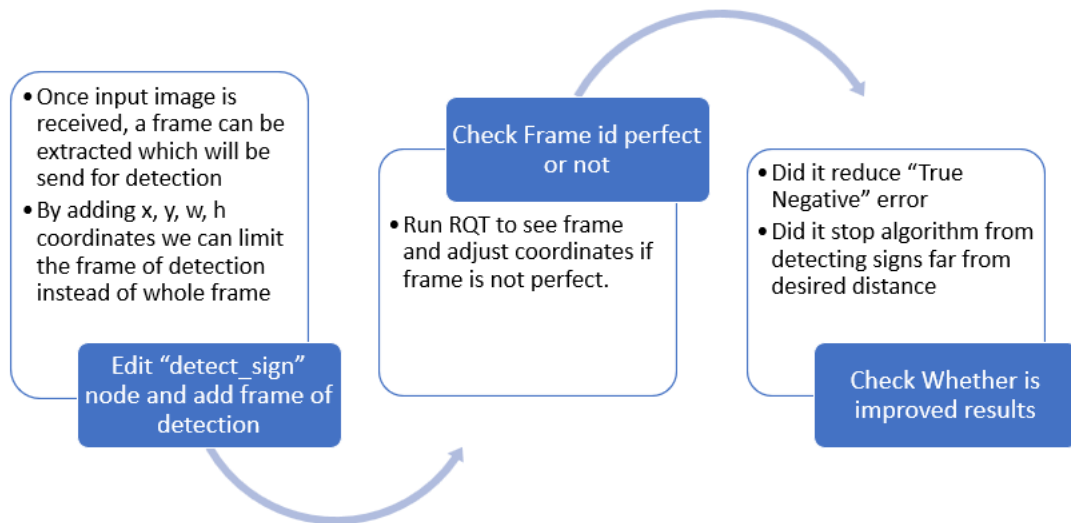 • Once input image is
received, a frame can be
extracted which will be
send for detection
• By adding x, y, w, h
coordinates we can limit
the frame of detection
instead of whole frame
Edit “detect_sign”
node and add frame of
detection
Check Frame id perfect
or not
• Run RQT to see frame
and adjust coordinates if
frame is not perfect.
• Did it reduce “True
Negative” error
• Did it stop algorithm from
detecting signs far from
desired distance
Check Whether is
improved results